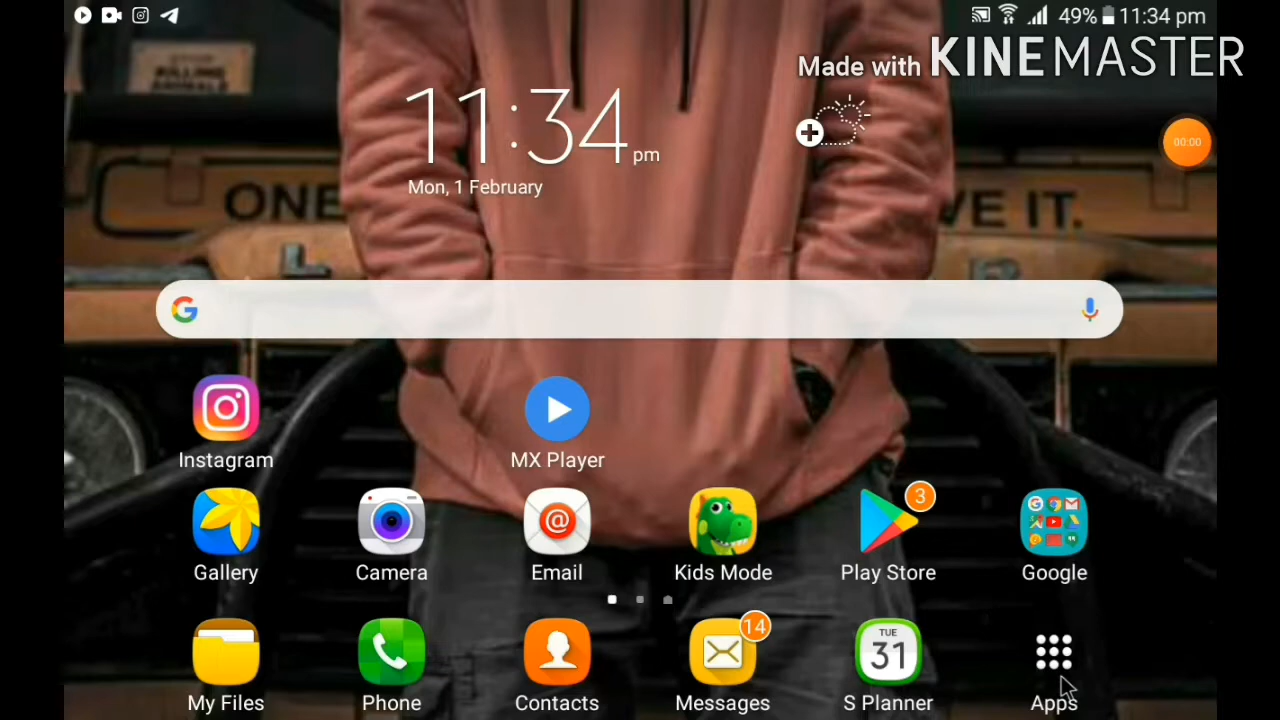 49% 11:34 pm
Made with KINEMASTER
11:34 pm
Mon, 1 February
00:00
KILLING
ANIMALS
ONE
VE IT.
Instagram
MX Player
3
Gallery
Camera
Email
Kids Mode
Play Store
Google
14
TUE
31
My Files
Phone
Contacts
Messages
S Planner
Apps